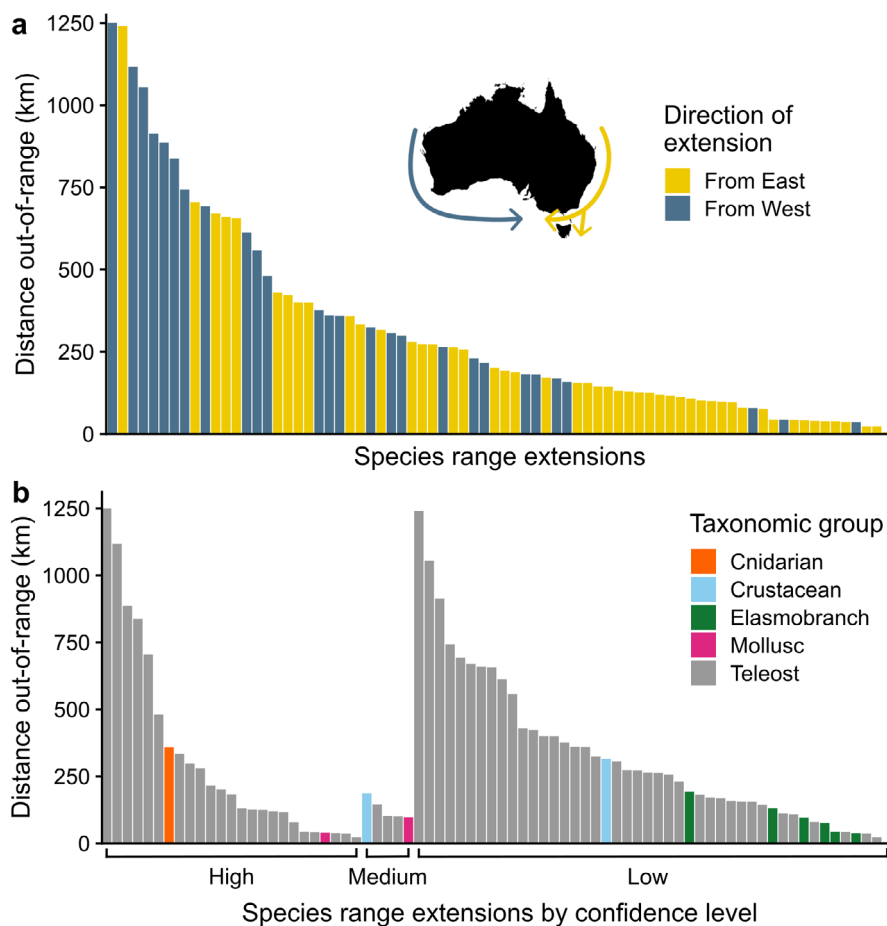 a
Distance out-of-range (km)
1250
1000
750
500
250
0
Direction of
extension
From East
From West
Species range extensions
b
Distance out-of-range (km)
1250
1000
750
500
250
0
Taxonomic group
Cnidarian
Crustacean
Elasmobranch
Mollusc
Teleost
High
Medium
Low
Species range extensions by confidence level